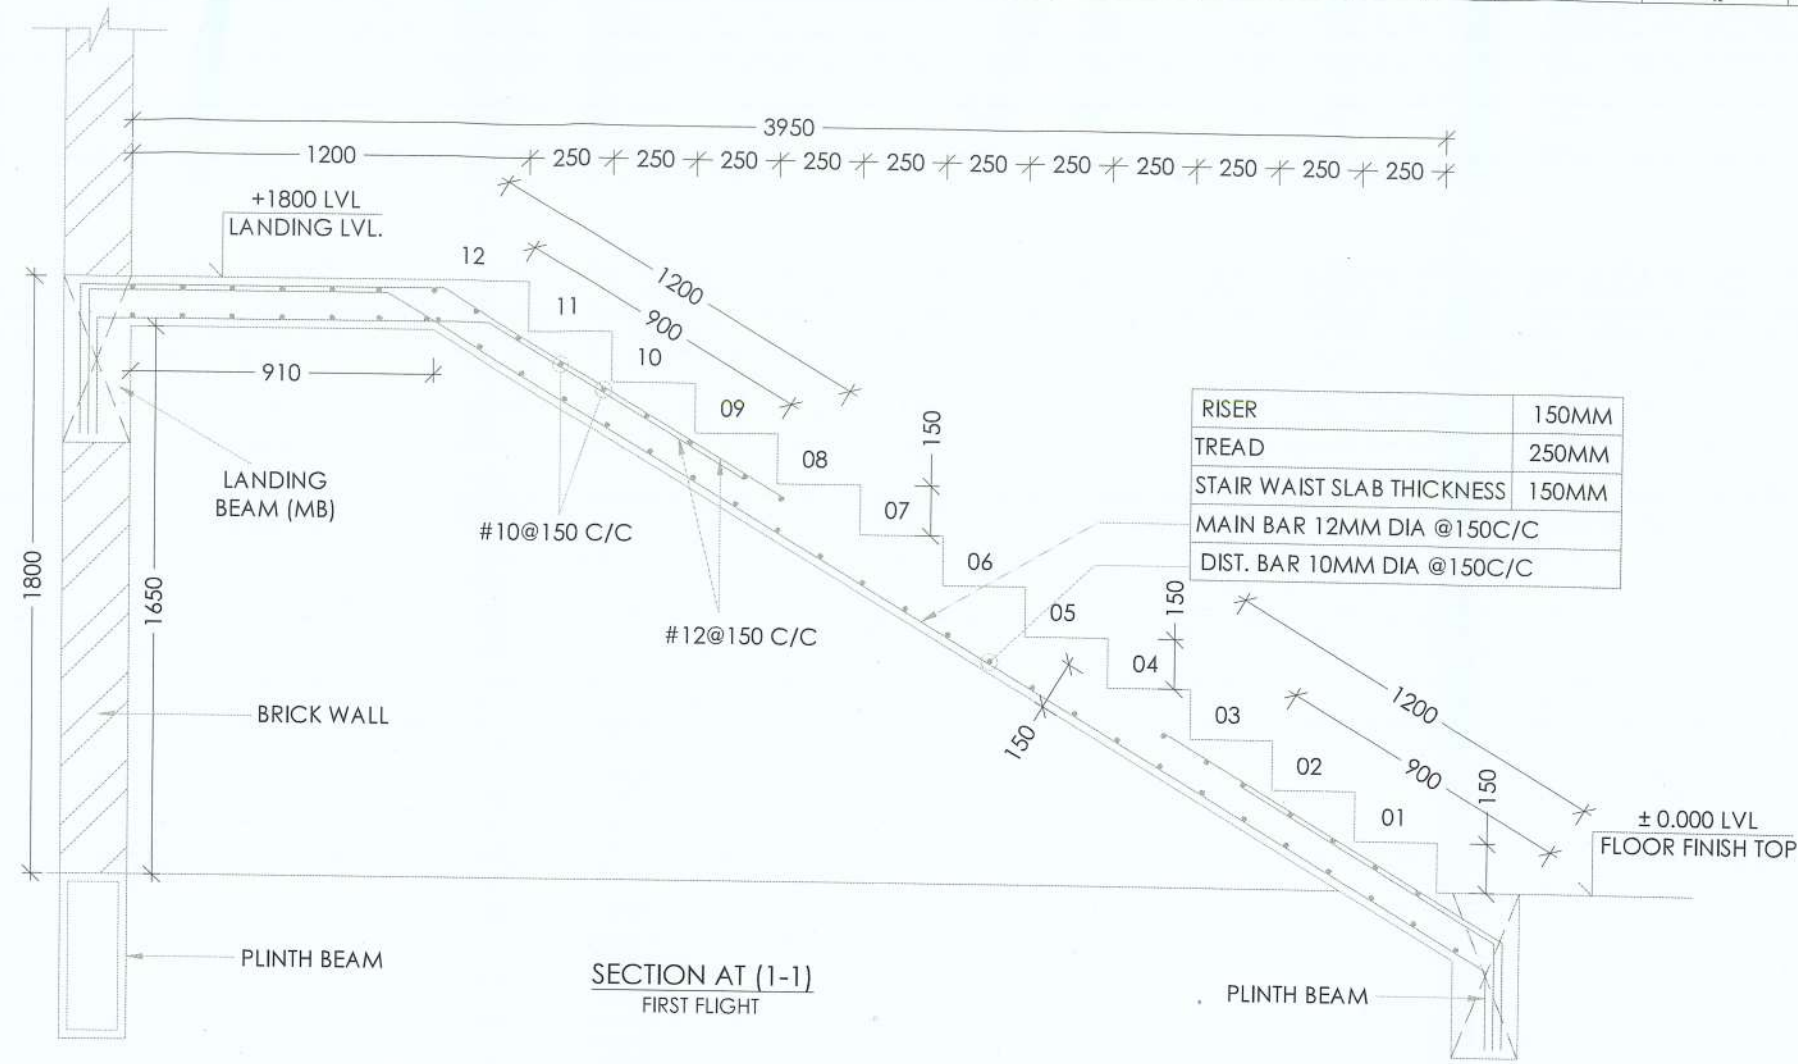 3950
1200 250 250 250 250 250 250 250 250 250 250 250
+1800 LVL
LANDING LVL.
12
1200
11
900
10
910
09
150
RISER 150MM
TREAD 250MM
STAIR WAIST SLAB THICKNESS 150MM
MAIN BAR 12MM DIA @150C/C
DIST. BAR 10MM DIA @150C/C
08
LANDING
BEAM (MB)
07
#10@150 C/C
06
1800
1650
05
150
#12@150 C/C
04
1200
BRICK WALL
03
150
02
900
150
01
± 0.000 LVL
FLOOR FINISH TOP
PLINTH BEAM
SECTION AT (1-1)
FIRST FLIGHT
PLINTH BEAM